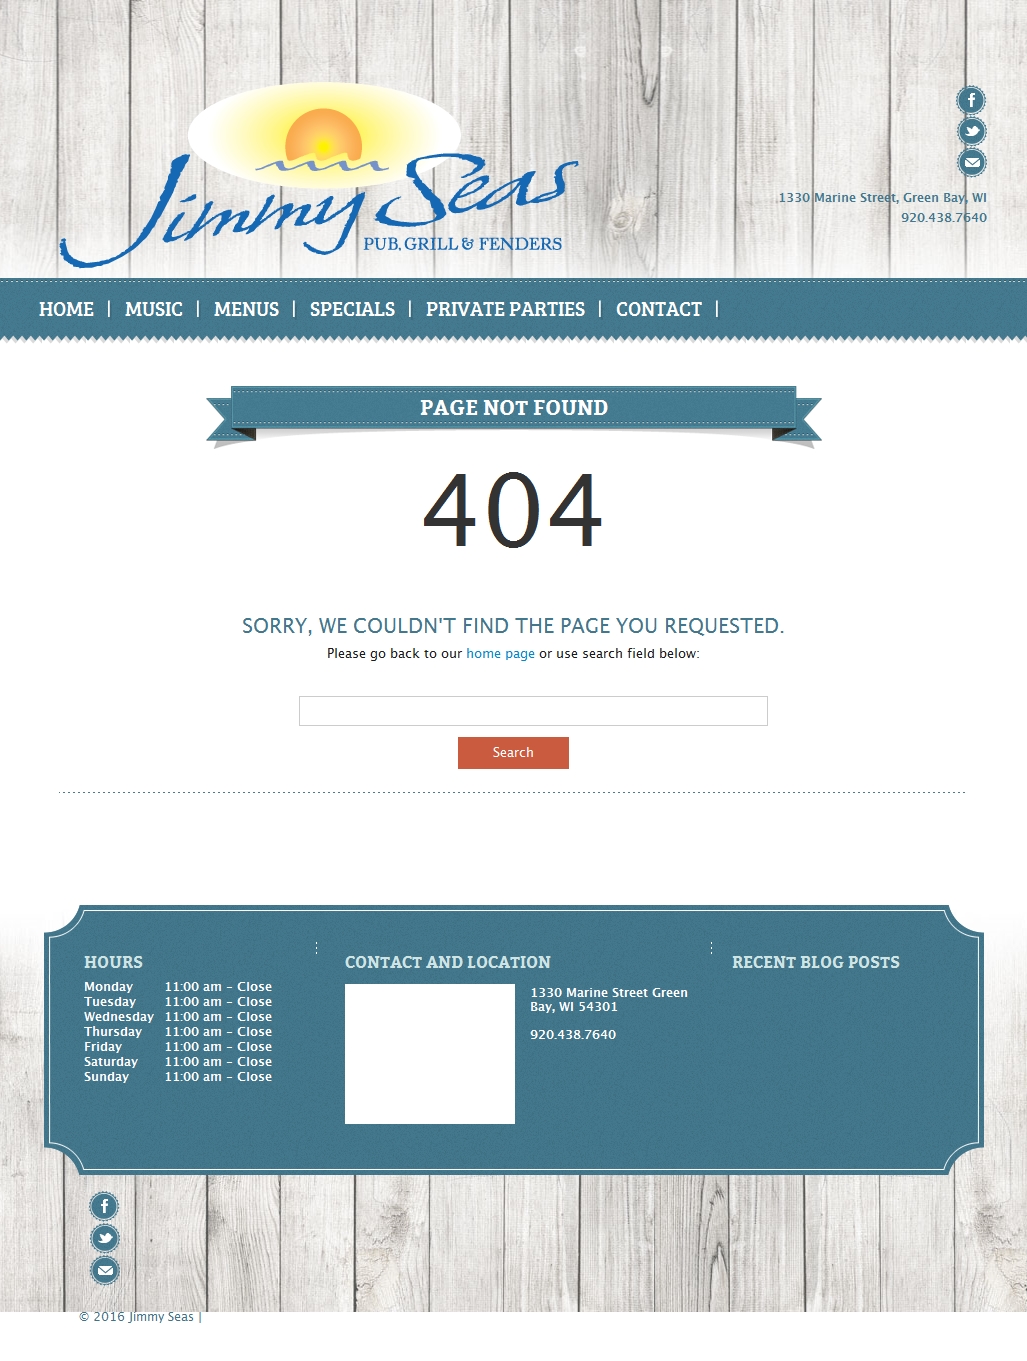 Jimmy Seas
PUB, GRILL & FENDERS
1330 Marine Street, Green Bay, WI
920.438.7640
HOME | MUSIC | MENUS | SPECIALS | PRIVATE PARTIES | CONTACT |
PAGE NOT FOUND
404
SORRY, WE COULDN'T FIND THE PAGE YOU REQUESTED.
Please go back to our home page or use search field below:
Search
HOURS
Monday 11:00 am – Close
Tuesday 11:00 am – Close
Wednesday 11:00 am – Close
Thursday 11:00 am – Close
Friday 11:00 am – Close
Saturday 11:00 am – Close
Sunday 11:00 am – Close
CONTACT AND LOCATION
1330 Marine Street Green
Bay, WI 54301
920.438.7640
RECENT BLOG POSTS
© 2016 Jimmy Seas |